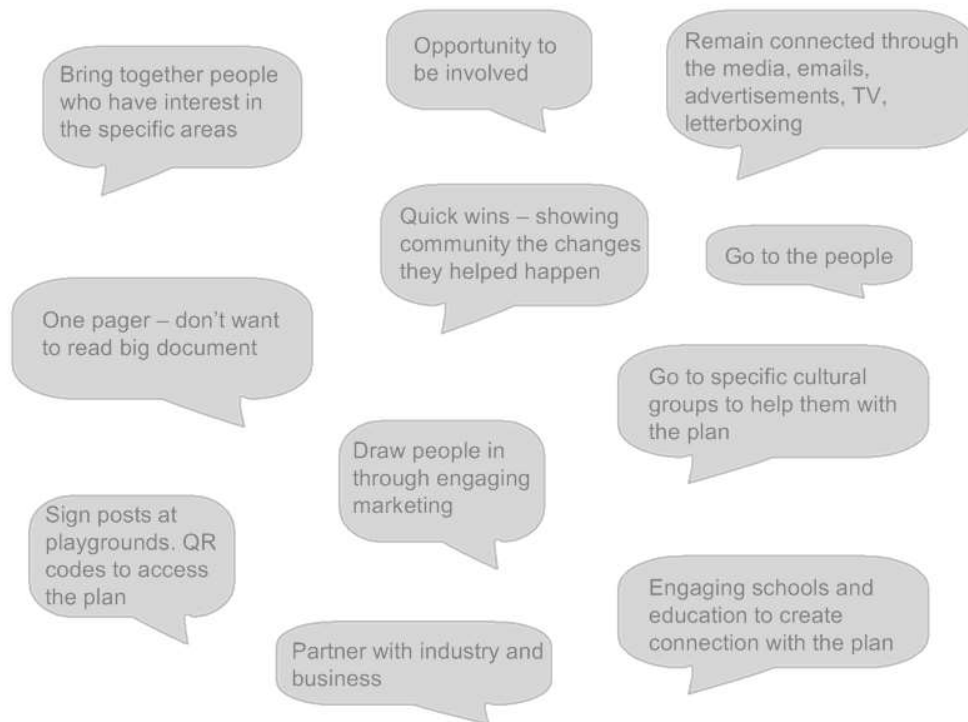 Bring together people
who have interest in
the specific areas
Opportunity to
be involved
Remain connected through
the media, emails,
advertisements, TV,
letterboxing
Quick wins – showing
community the changes
they helped happen
Go to the people
One pager – don't want
to read big document
Go to specific cultural
groups to help them with
the plan
Draw people in
through engaging
marketing
Sign posts at
playgrounds. QR
codes to access
the plan
Engaging schools and
education to create
connection with the plan
Partner with industry and
business